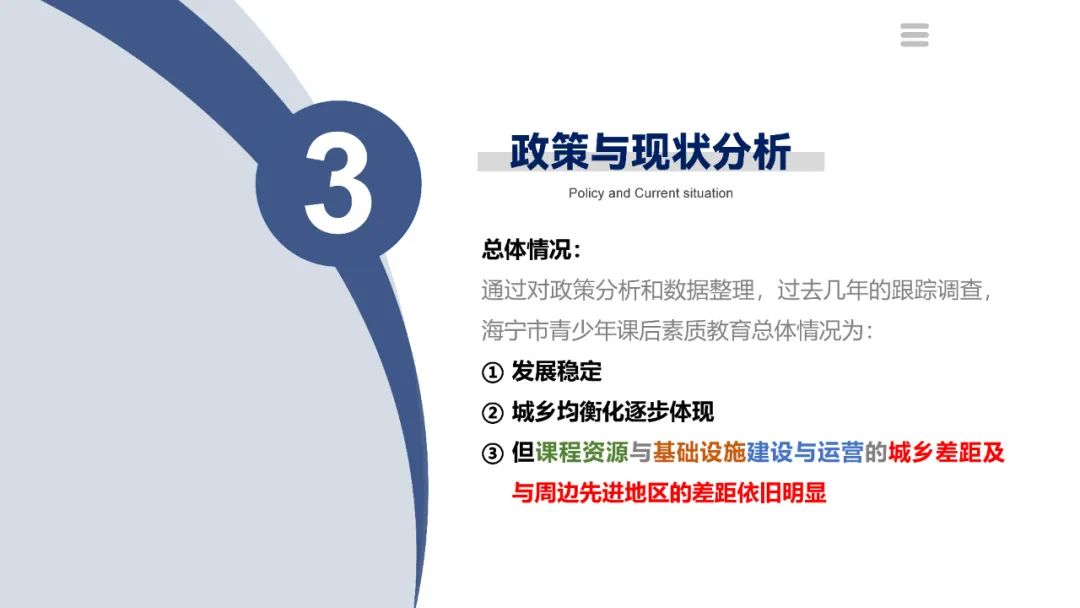 3
政策与现状分析
Policy and Current situation
总体情况：
通过对政策分析和数据整理，过去几年的跟踪调查，
海宁市青少年课后素质教育总体情况为：
① 发展稳定
② 城乡均衡化逐步体现
③ 但课程资源与基础设施建设与运营的城乡差距及
与周边先进地区的差距依旧明显